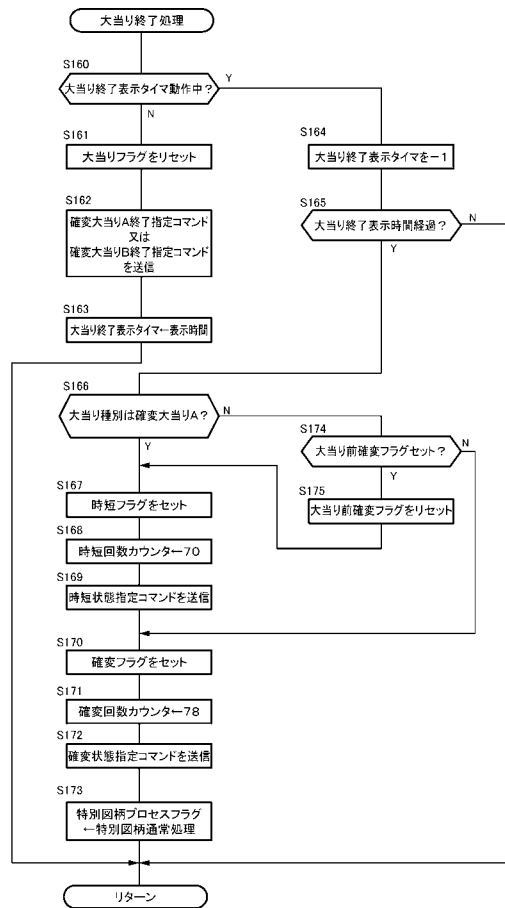 大当り終了処理
S160
大当り終了表示タイマ動作中?
Y
N
S161
大当りフラグをリセット
S162
確変大当りA終了指定コマンド
又は
確変大当りB終了指定コマンド
を送信
S163
大当り終了表示タイマ←表示時間
S164
大当り終了表示タイマを−1
S165
大当り終了表示時間経過?
N
Y
S166
大当り種別は確変大当りA?
N
Y
S174
大当り前確変フラグセット?
N
Y
S175
大当り前確変フラグをリセット
S167
時短フラグをセット
S168
時短回数カウンタ←70
S169
時短状態指定コマンドを送信
S170
確変フラグをセット
S171
確変回数カウンタ←78
S172
確変状態指定コマンドを送信
S173
特別図柄プロセスフラグ
←特別図柄通常処理
リターン